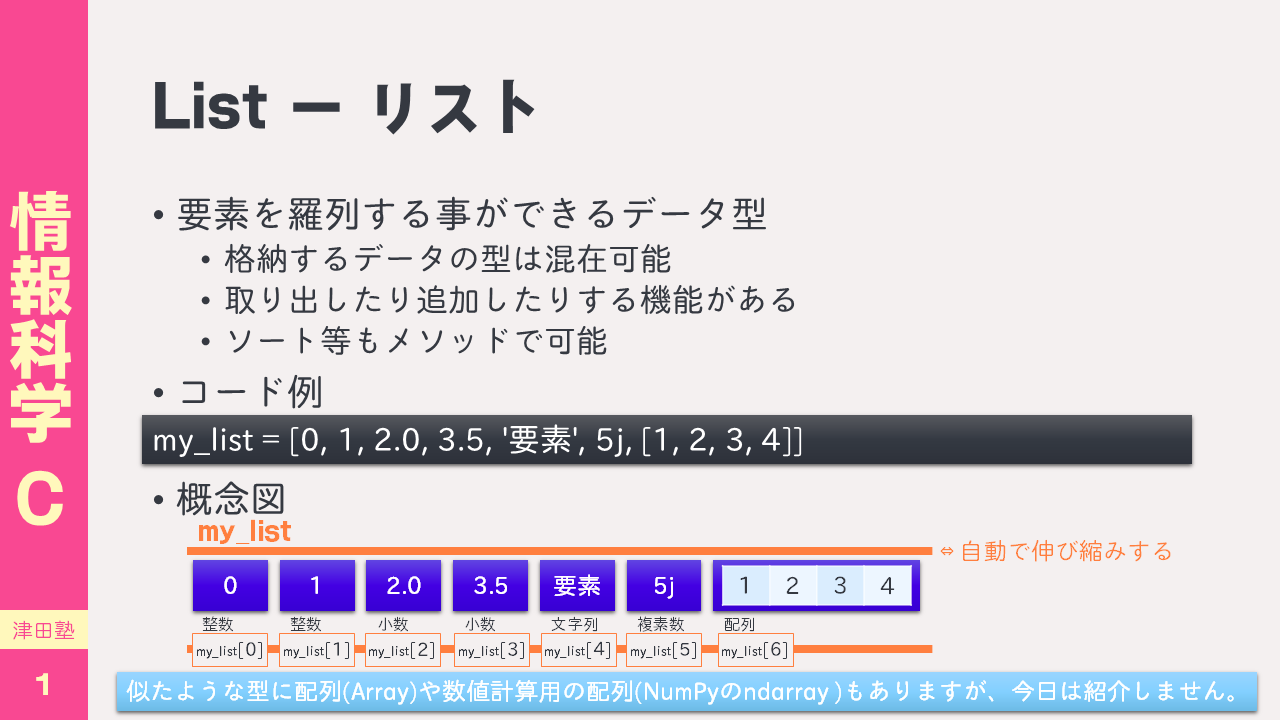 情報科学 C
津田塾
1
List ー リスト
• 要素を羅列する事ができるデータ型
• 格納するデータの型は混在可能
• 取り出したり追加したりする機能がある
• ソート等もメソッドで可能
• コード例
my_list = [0, 1, 2.0, 3.5, '要素', 5j, [1, 2, 3, 4]]
• 概念図
my_list
⇔ 自動で伸び縮みする
0 1 2.0 3.5 要素 5j 1 2 3 4
整数 整数 小数 小数 文字列 複素数 配列
my_list[0] my_list[1] my_list[2] my_list[3] my_list[4] my_list[5] my_list[6]
似たような型に配列(Array)や数値計算用の配列(NumPyのndarray )もありますが、今日は紹介しません。